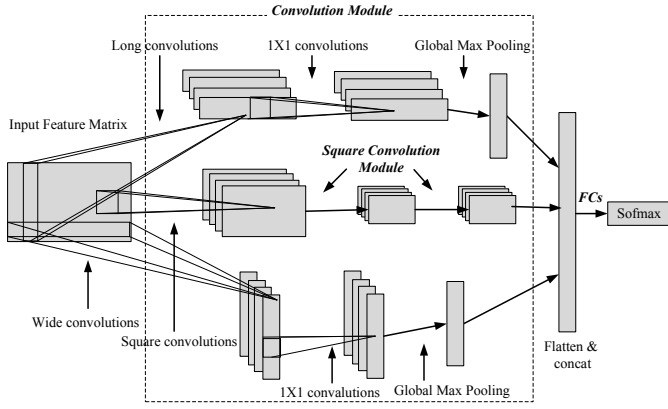 Convolution Module
Long convolutions
1X1 convolutions
Global Max Pooling
Input Feature Matrix
Square Convolution
Module
FCs
Sofmax
Wide convolutions
Square convolutions
1X1 convalutions
Global Max Pooling
Flatten &
concat